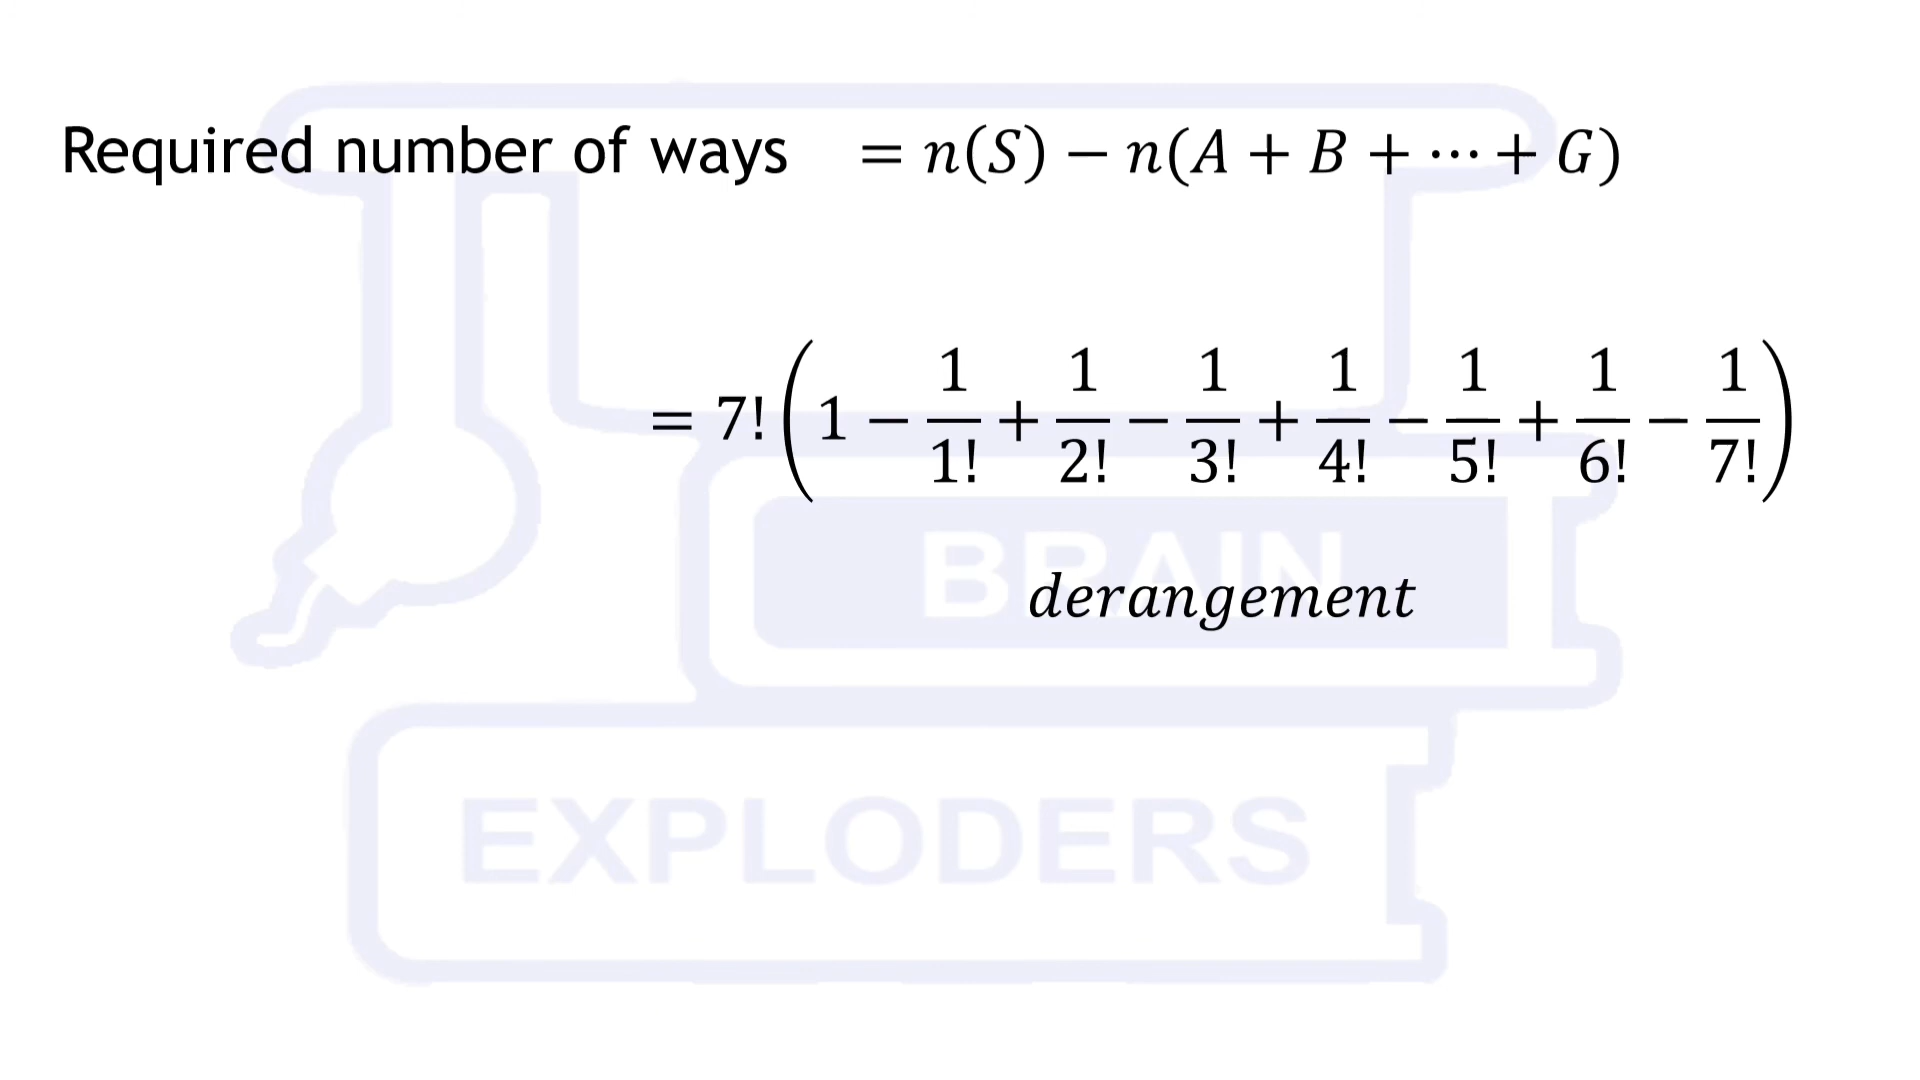 Required number of ways = n(S) − n(A + B + ⋯ + G)
= 7! (1 − 1/1! + 1/2! − 1/3! + 1/4! − 1/5! + 1/6! − 1/7!)
BRAIN
derangement
EXPLODERS